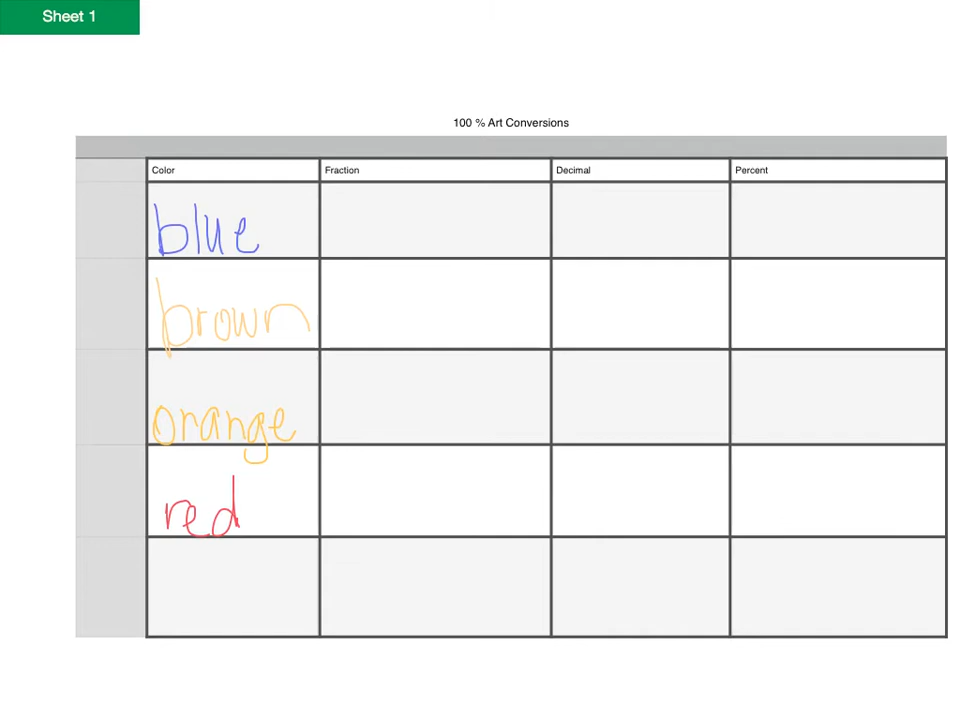 Sheet 1
100 % Art Conversions
Color Fraction Decimal Percent
blue
brown
orange
red